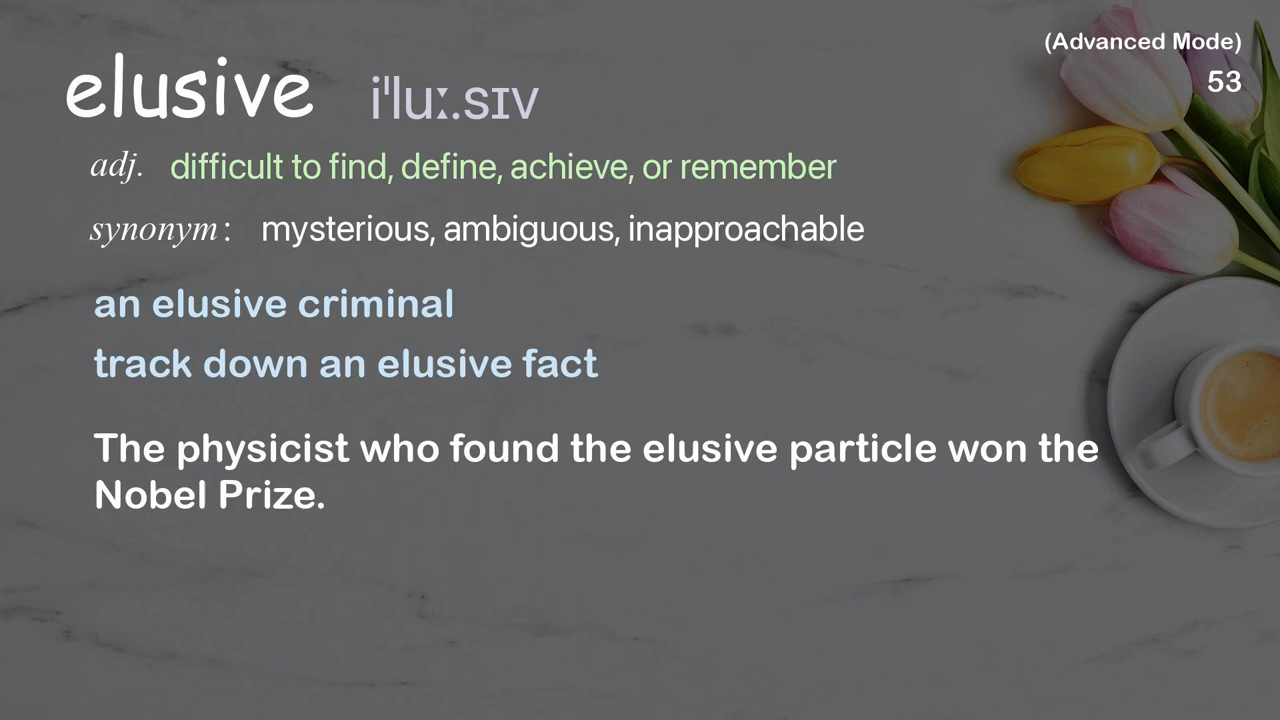 (Advanced Mode)
53
elusive iˈluː.sɪv
adj. difficult to find, define, achieve, or remember
synonym: mysterious, ambiguous, inapproachable
an elusive criminal
track down an elusive fact
The physicist who found the elusive particle won the
Nobel Prize.